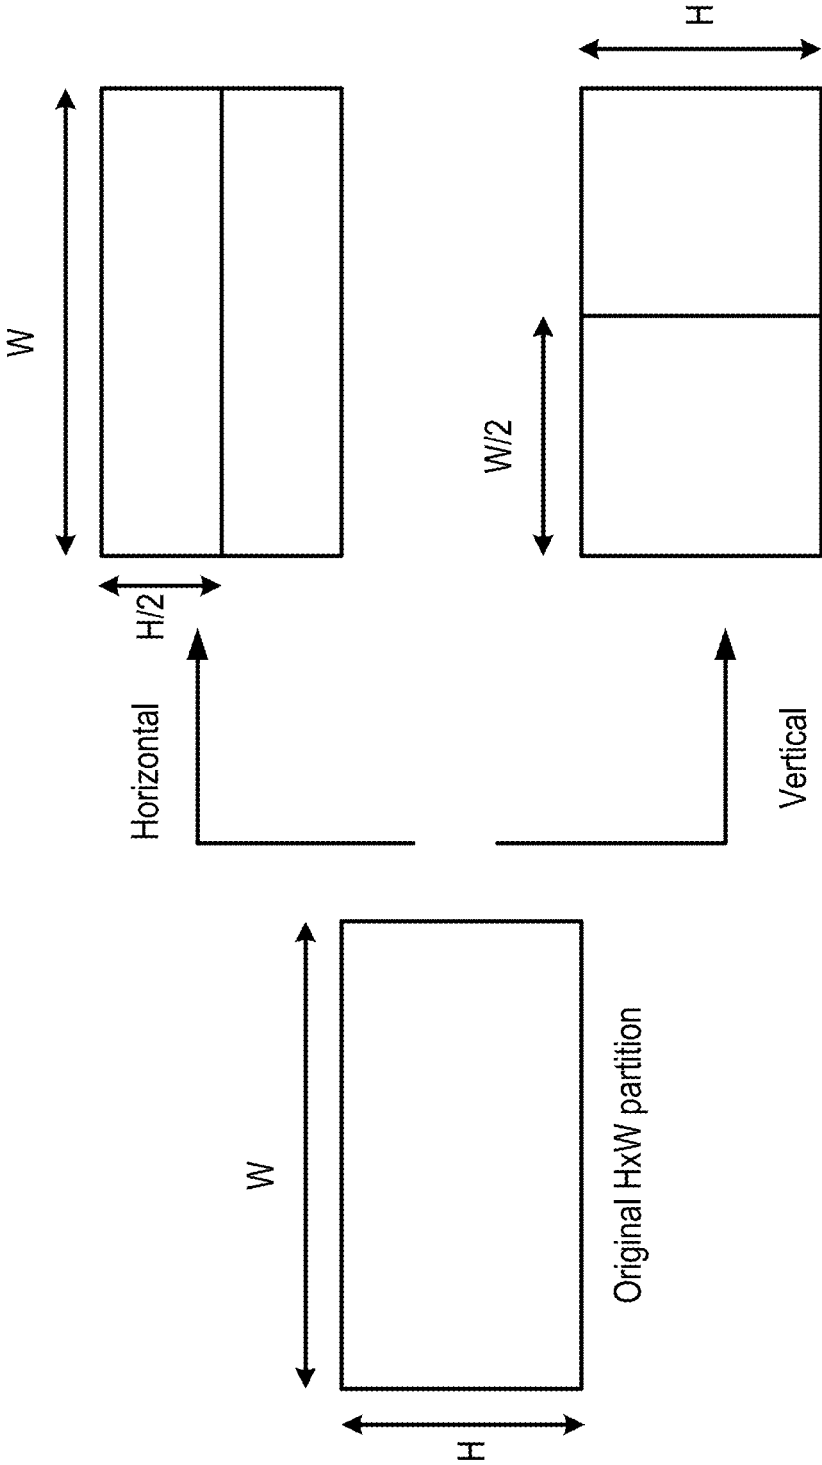 W
H
Original HxW partition
Horizontal
W
H/2
Vertical
W/2
H